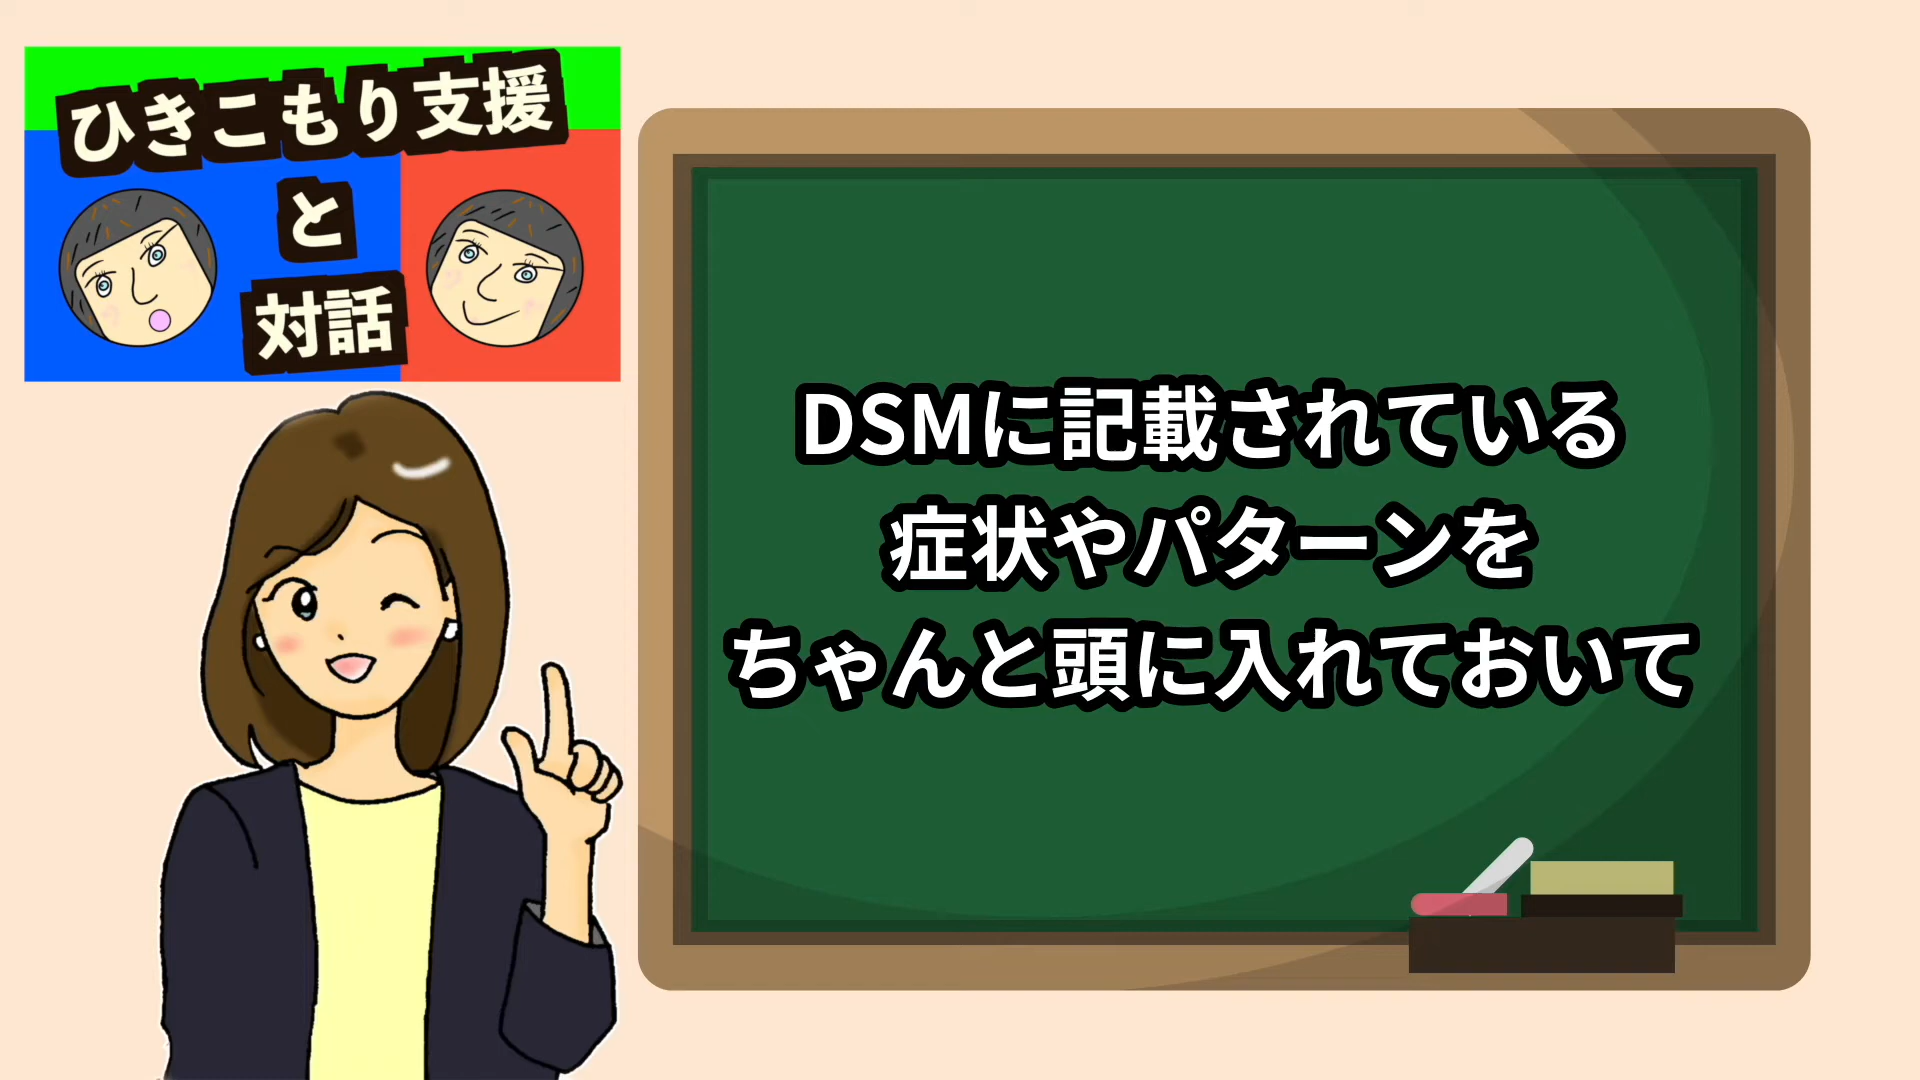 ひきこもり支援
と
対話
DSMに記載されている
症状やパターンを
ちゃんと頭に入れておいて